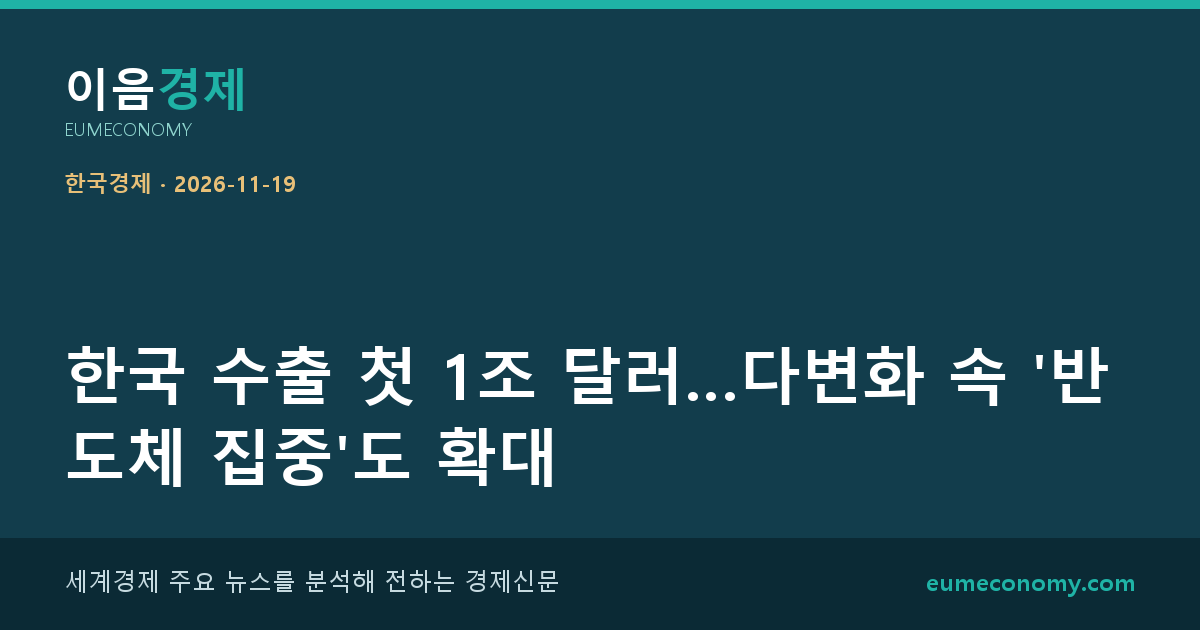 이음경제
EUMECONOMY
한국경제 · 2026-11-19
한국 수출 첫 1조 달러...다변화 속 '반
도체 집중'도 확대
세계경제 주요 뉴스를 분석해 전하는 경제신문
eumeconomy.com